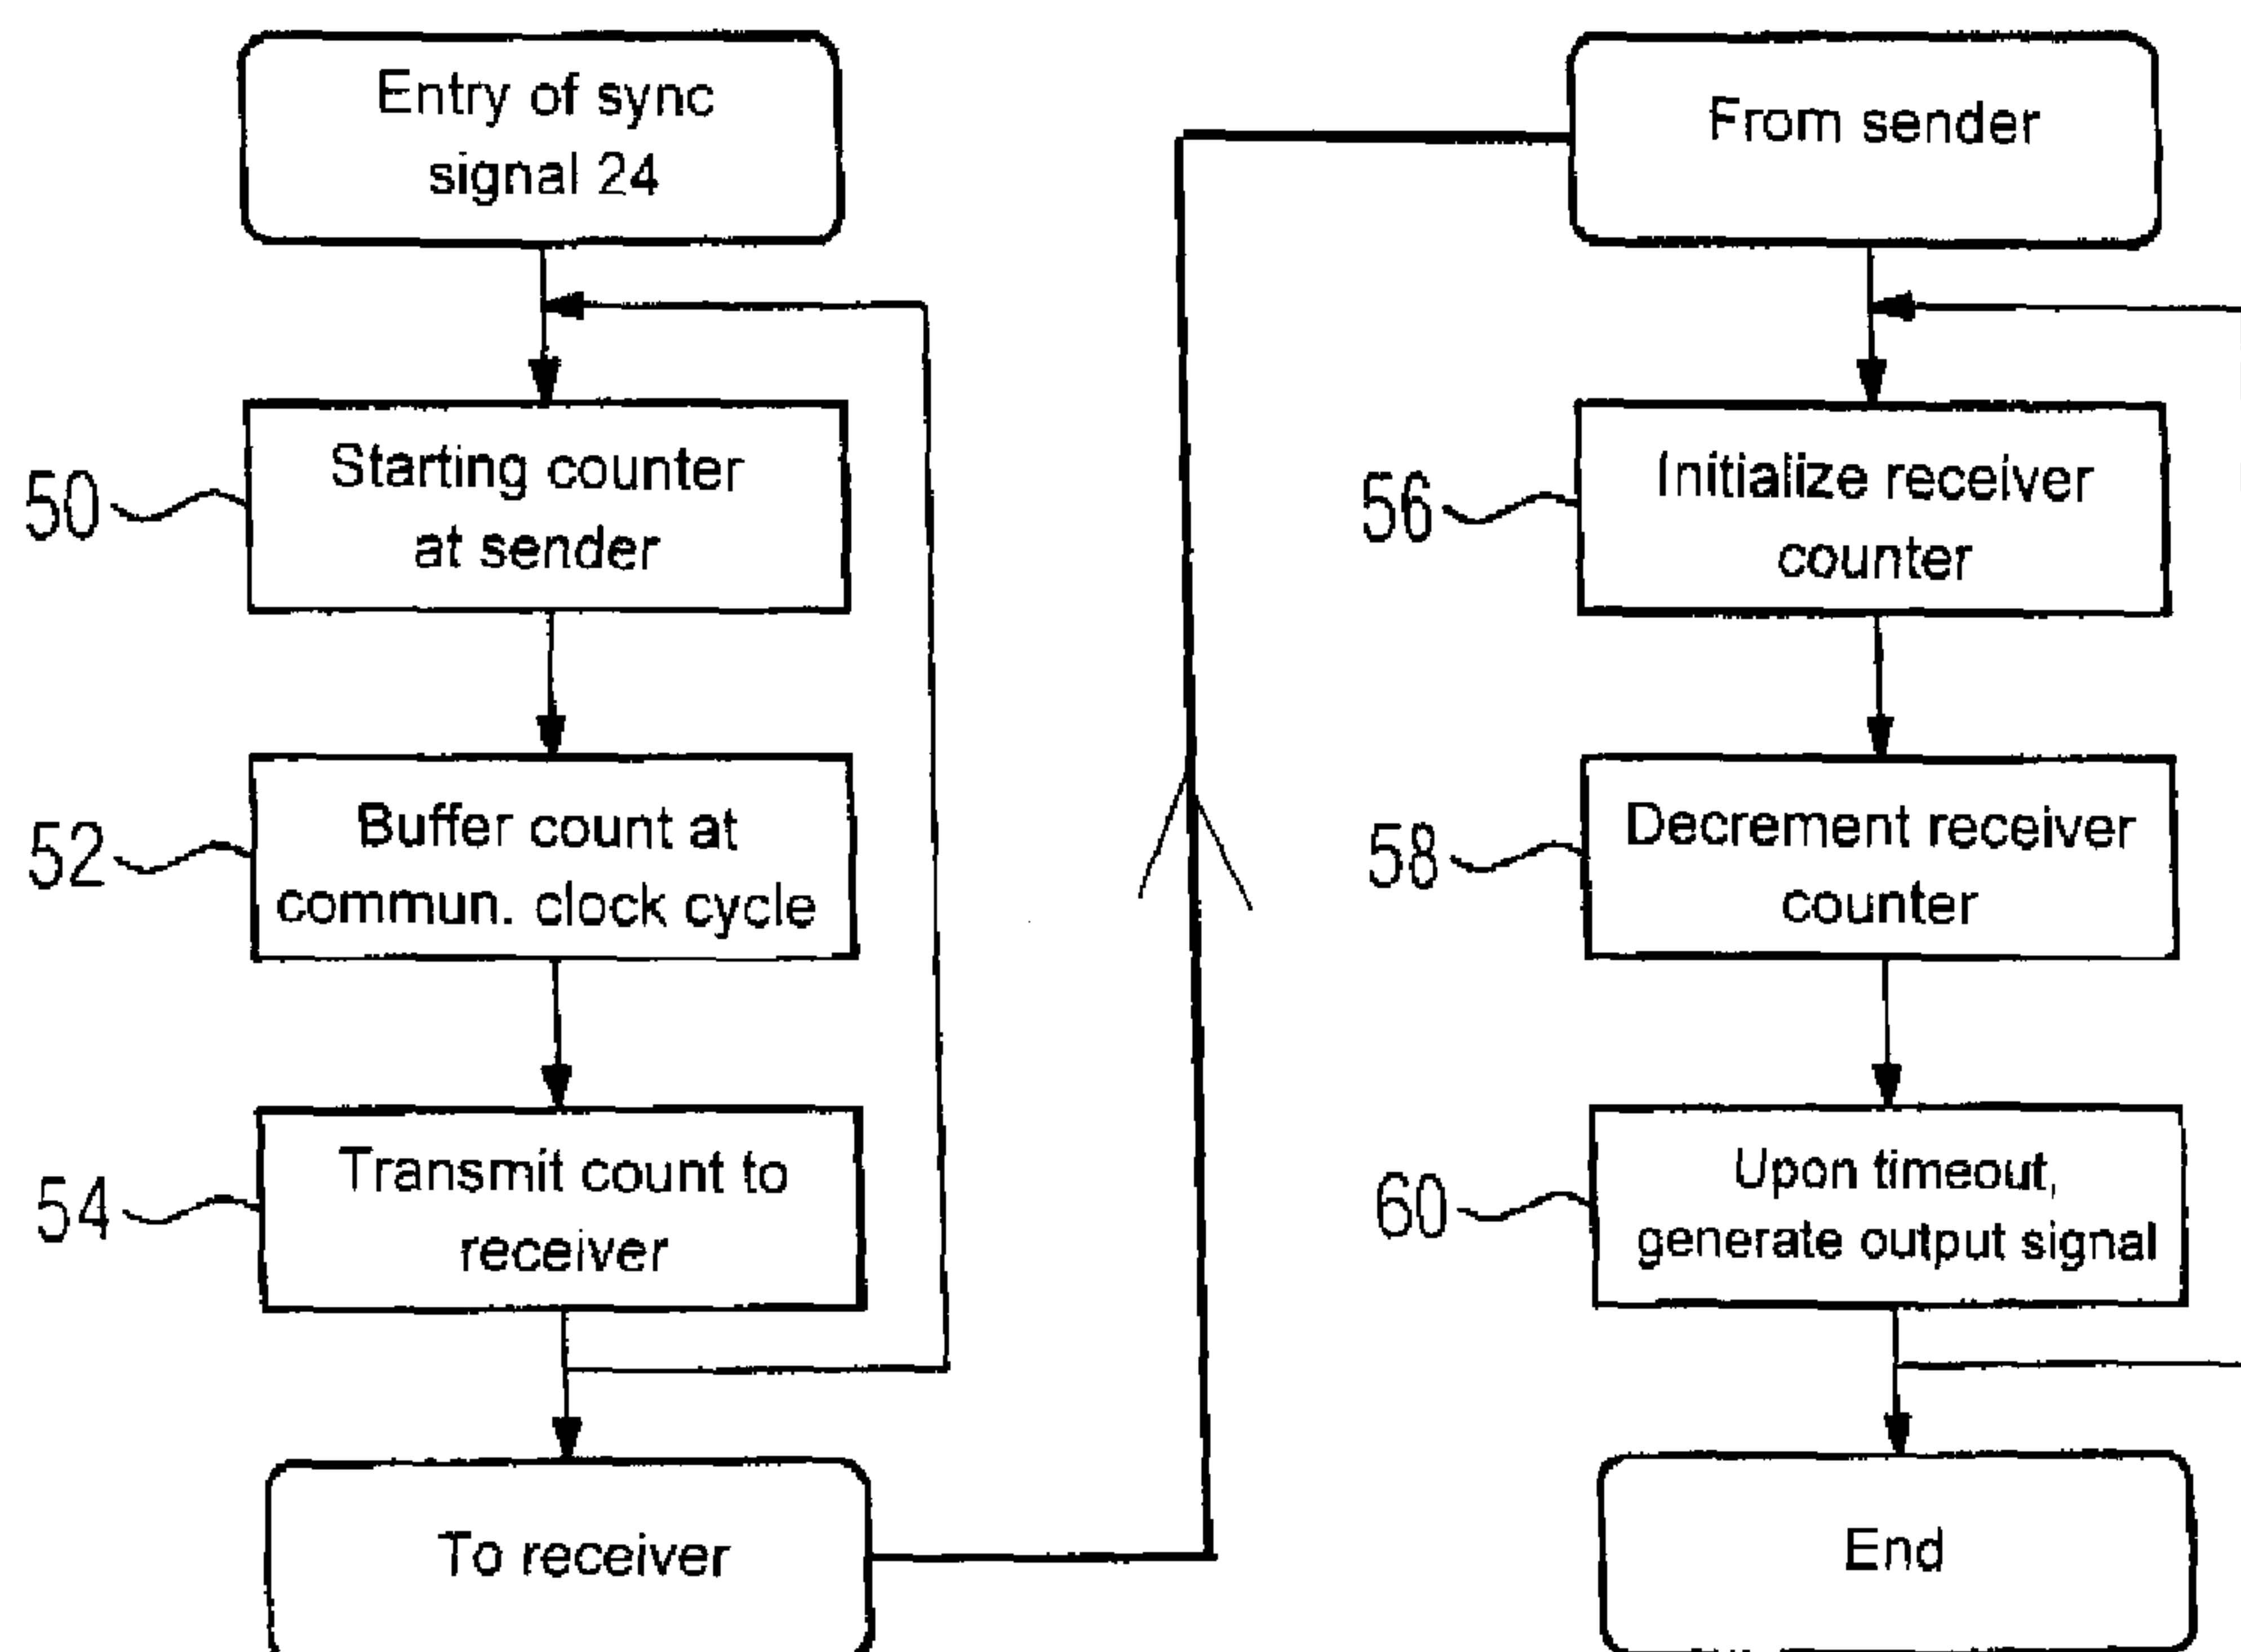 Entry of sync
signal 24
50
Starting counter
at sender
52
Buffer count at
commun. clock cycle
54
Transmit count to
receiver
To receiver
From sender
56
Initialize receiver
counter
58
Decrement receiver
counter
60
Upon timeout,
generate output signal
End